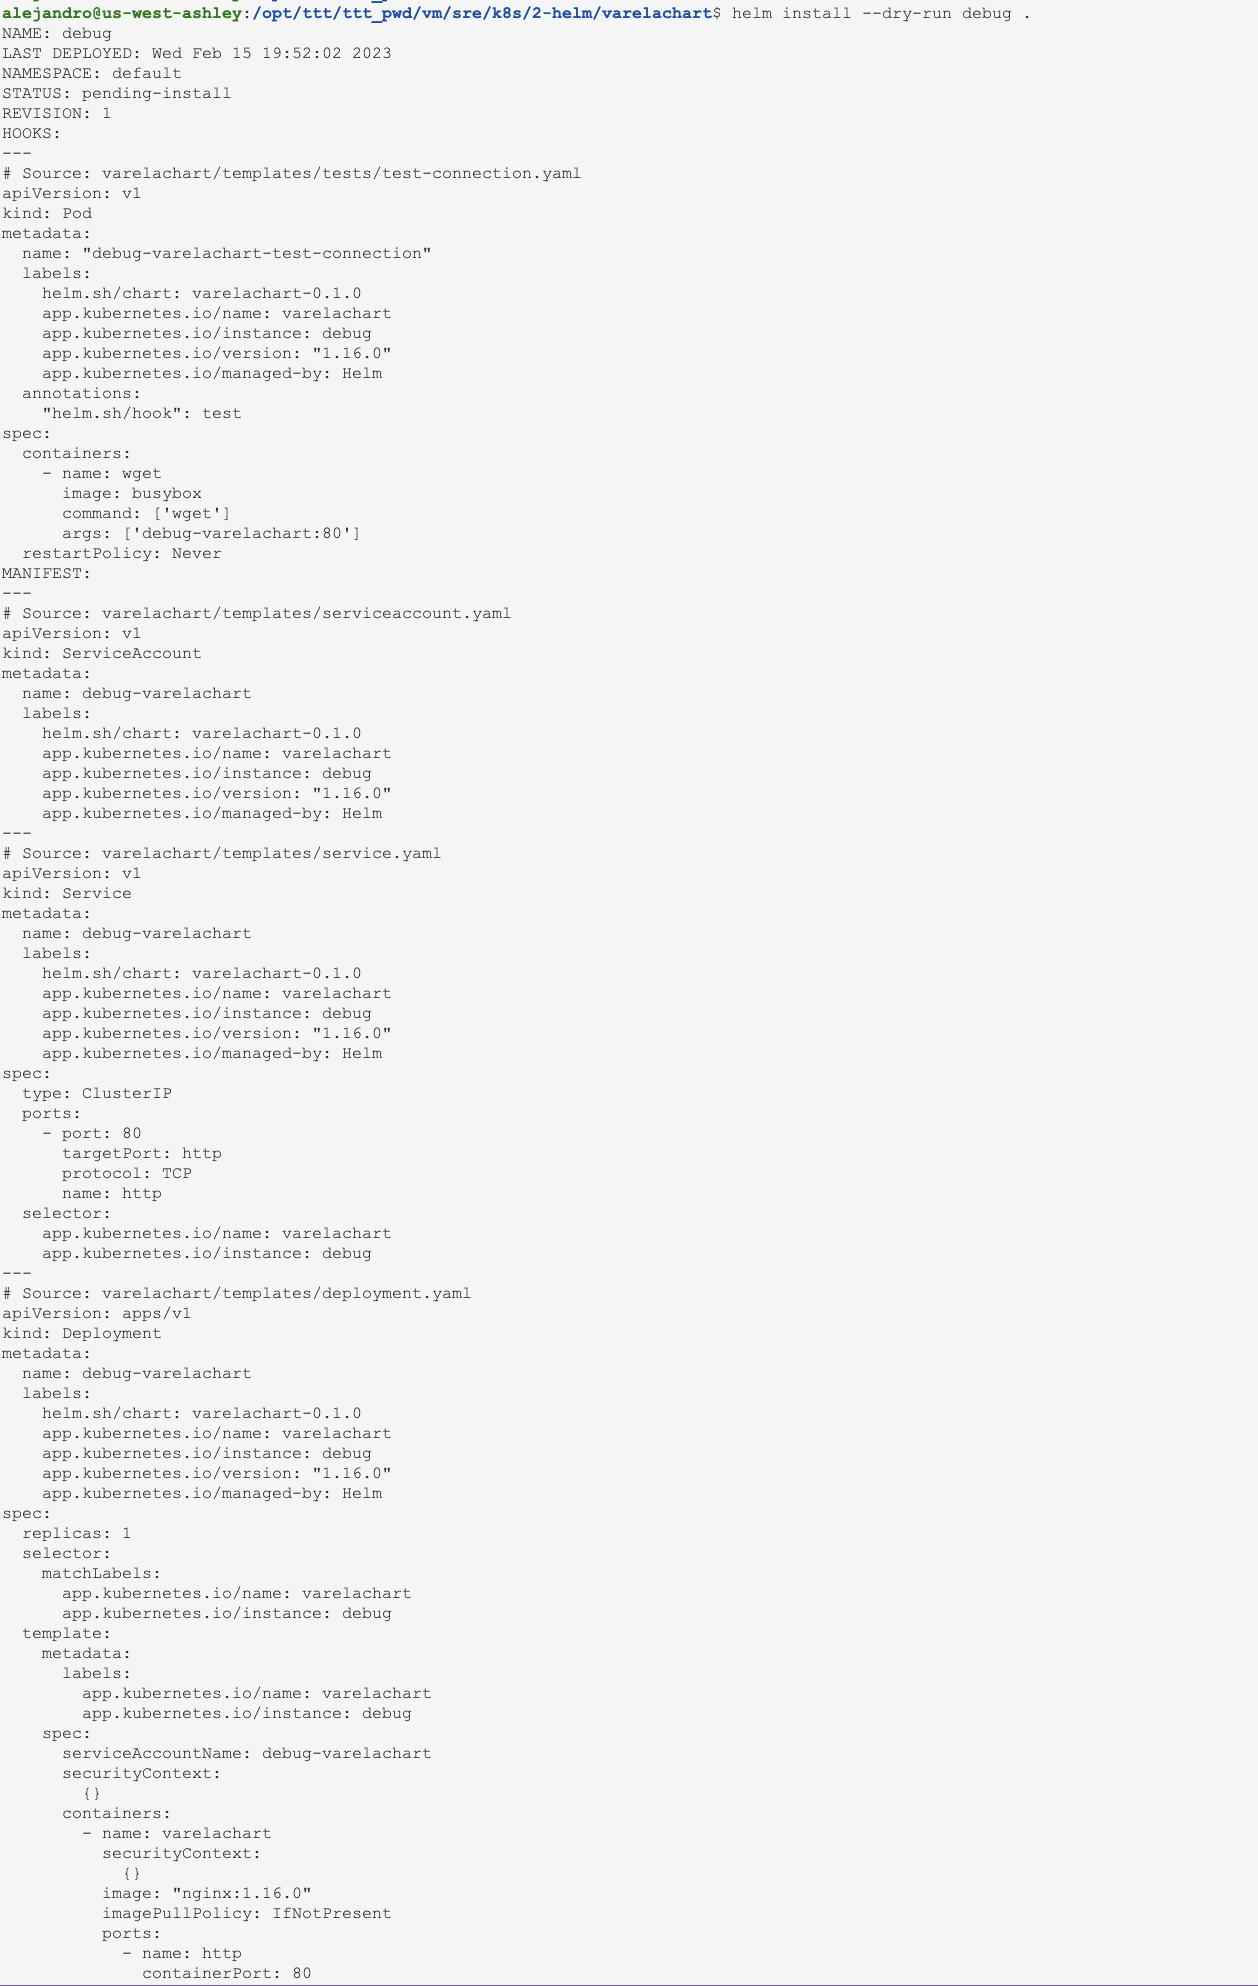 alejandro@us-west-ashley:/opt/ttt/ttt_pwd/vm/sre/k8s/2-helm/varelachart$ helm install --dry-run debug .
NAME: debug
LAST DEPLOYED: Wed Feb 15 19:52:02 2023
NAMESPACE: default
STATUS: pending-install
REVISION: 1
HOOKS:
---
# Source: varelachart/templates/tests/test-connection.yaml
apiVersion: v1
kind: Pod
metadata:
  name: "debug-varelachart-test-connection"
  labels:
    helm.sh/chart: varelachart-0.1.0
    app.kubernetes.io/name: varelachart
    app.kubernetes.io/instance: debug
    app.kubernetes.io/version: "1.16.0"
    app.kubernetes.io/managed-by: Helm
  annotations:
    "helm.sh/hook": test
spec:
  containers:
    - name: wget
      image: busybox
      command: ['wget']
      args: ['debug-varelachart:80']
  restartPolicy: Never
MANIFEST:
---
# Source: varelachart/templates/serviceaccount.yaml
apiVersion: v1
kind: ServiceAccount
metadata:
  name: debug-varelachart
  labels:
    helm.sh/chart: varelachart-0.1.0
    app.kubernetes.io/name: varelachart
    app.kubernetes.io/instance: debug
    app.kubernetes.io/version: "1.16.0"
    app.kubernetes.io/managed-by: Helm
---
# Source: varelachart/templates/service.yaml
apiVersion: v1
kind: Service
metadata:
  name: debug-varelachart
  labels:
    helm.sh/chart: varelachart-0.1.0
    app.kubernetes.io/name: varelachart
    app.kubernetes.io/instance: debug
    app.kubernetes.io/version: "1.16.0"
    app.kubernetes.io/managed-by: Helm
spec:
  type: ClusterIP
  ports:
    - port: 80
      targetPort: http
      protocol: TCP
      name: http
  selector:
    app.kubernetes.io/name: varelachart
    app.kubernetes.io/instance: debug
---
# Source: varelachart/templates/deployment.yaml
apiVersion: apps/v1
kind: Deployment
metadata:
  name: debug-varelachart
  labels:
    helm.sh/chart: varelachart-0.1.0
    app.kubernetes.io/name: varelachart
    app.kubernetes.io/instance: debug
    app.kubernetes.io/version: "1.16.0"
    app.kubernetes.io/managed-by: Helm
spec:
  replicas: 1
  selector:
    matchLabels:
      app.kubernetes.io/name: varelachart
      app.kubernetes.io/instance: debug
  template:
    metadata:
      labels:
        app.kubernetes.io/name: varelachart
        app.kubernetes.io/instance: debug
    spec:
      serviceAccountName: debug-varelachart
      securityContext:
        {}
      containers:
        - name: varelachart
          securityContext:
            {}
          image: "nginx:1.16.0"
          imagePullPolicy: IfNotPresent
          ports:
            - name: http
              containerPort: 80